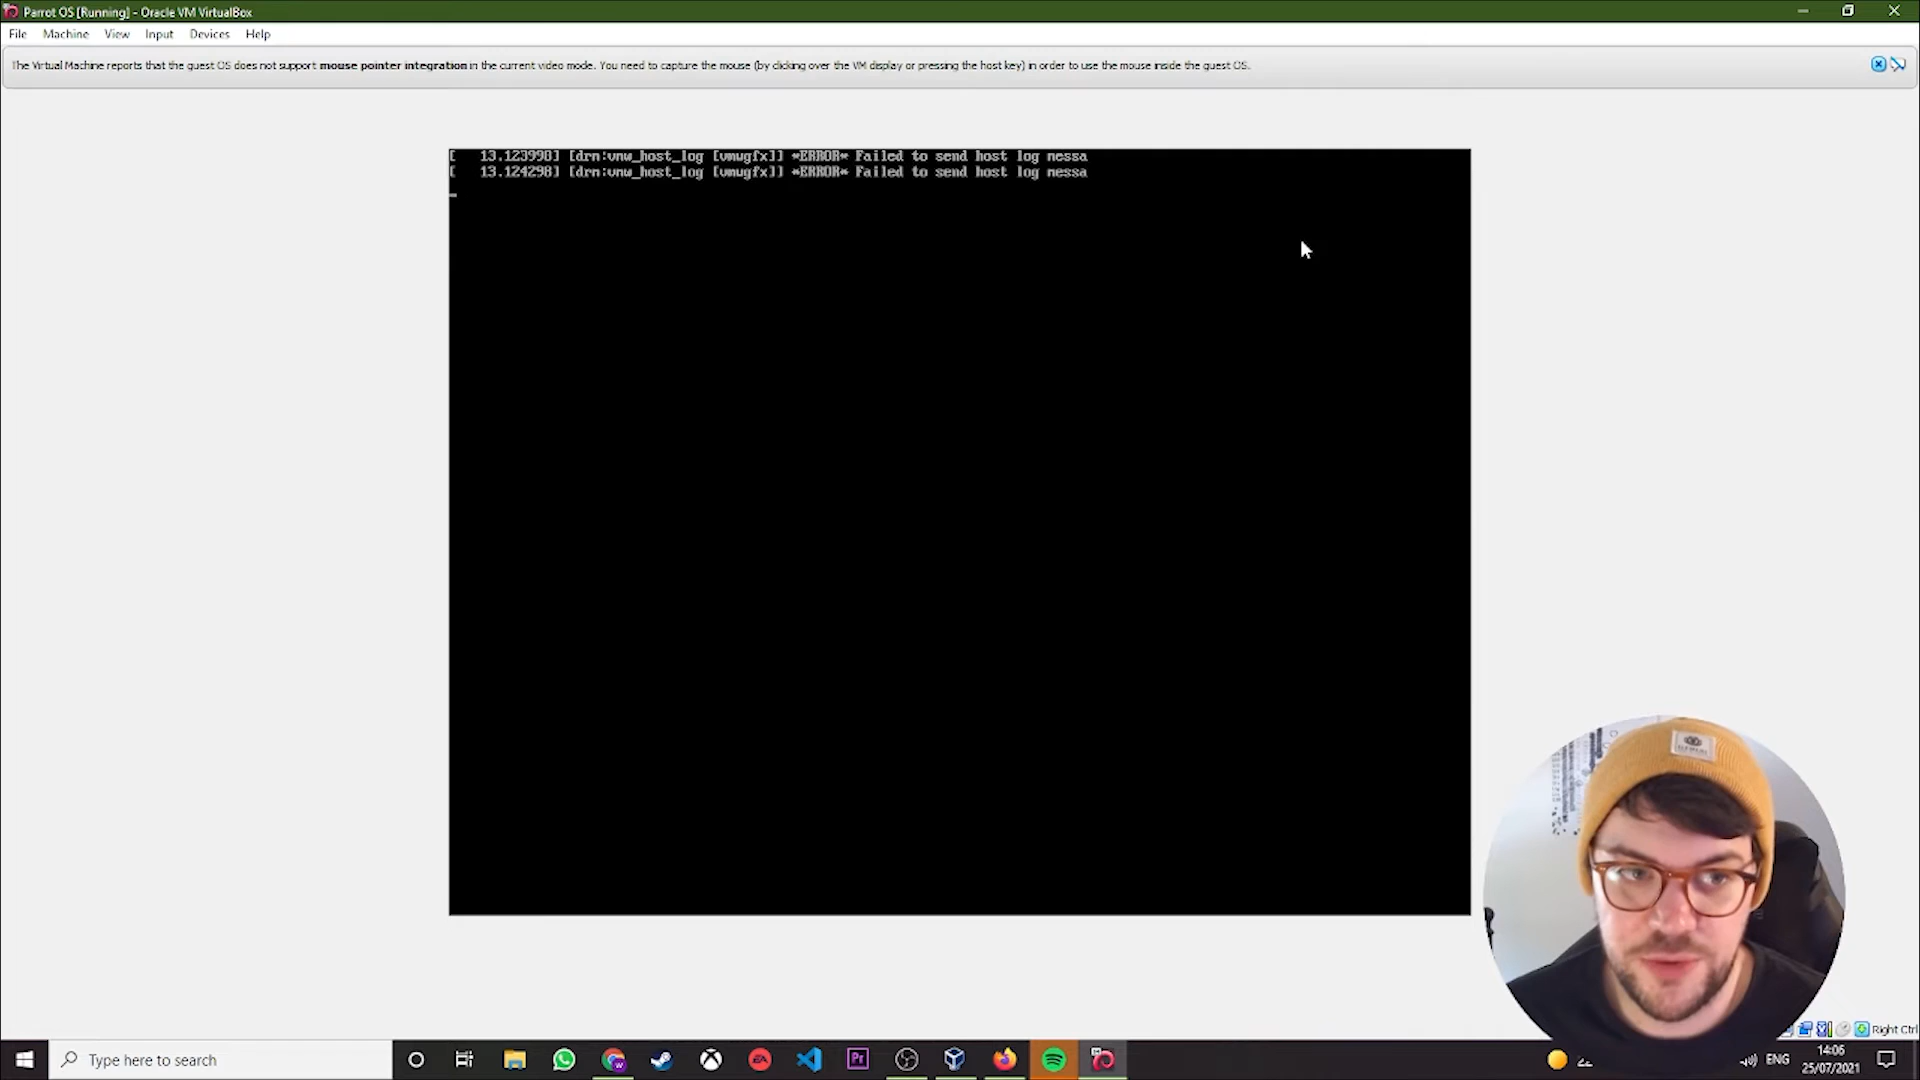 Parrot OS [Running] - Oracle VM VirtualBox
File Machine View Input Devices Help
The Virtual Machine reports that the guest OS does not support mouse pointer integration in the current video mode. You need to capture the mouse (by clicking over the VM display or pressing the host key) in order to use the mouse inside the guest OS.
[ 13.123998] [drm:vmw_host_log [vmwgfx]] *ERROR* Failed to send host log messa
[ 13.124298] [drm:vmw_host_log [vmwgfx]] *ERROR* Failed to send host log messa
Right Ctrl
Type here to search
EA
Pr
ENG
14:06
25/07/2021